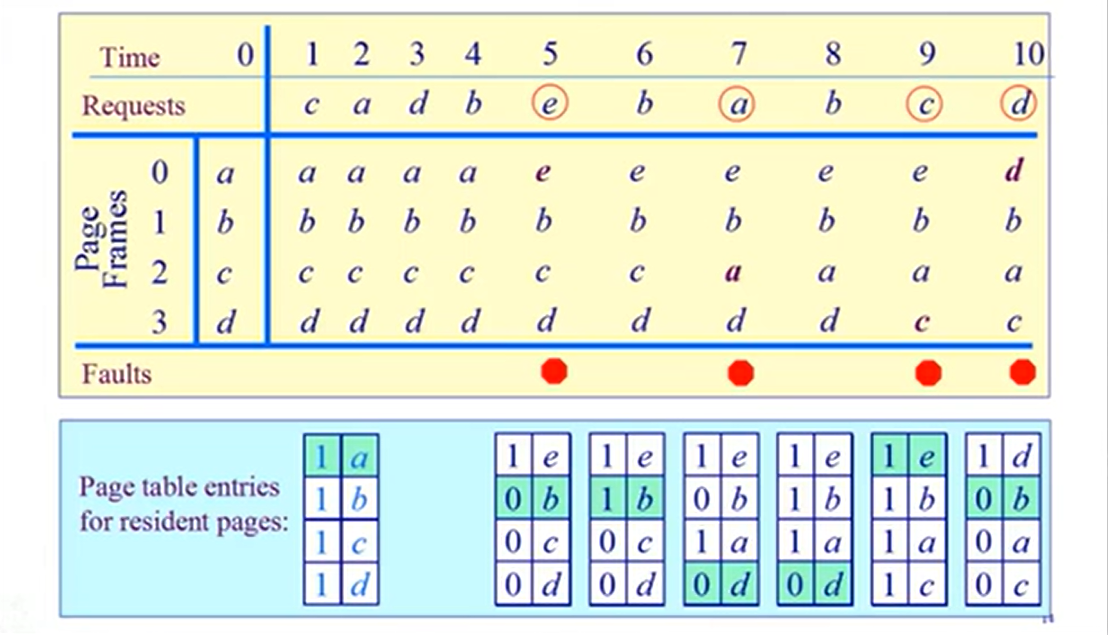 Time 0 1 2 3 4 5 6 7 8 9 10
Requests c a d b e b a b c d
Page Frames
0 a a a a a e e e e e d
1 b b b b b b b b b b b
2 c c c c c c c a a a a
3 d d d d d d d d d c c
Faults
Page table entries
for resident pages:
1 a 1 e 1 e 1 e 1 e 1 e 1 d
1 b 0 b 1 b 0 b 1 b 1 b 0 b
1 c 0 c 0 c 1 a 1 a 1 a 0 a
1 d 0 d 0 d 0 d 0 d 1 c 0 c